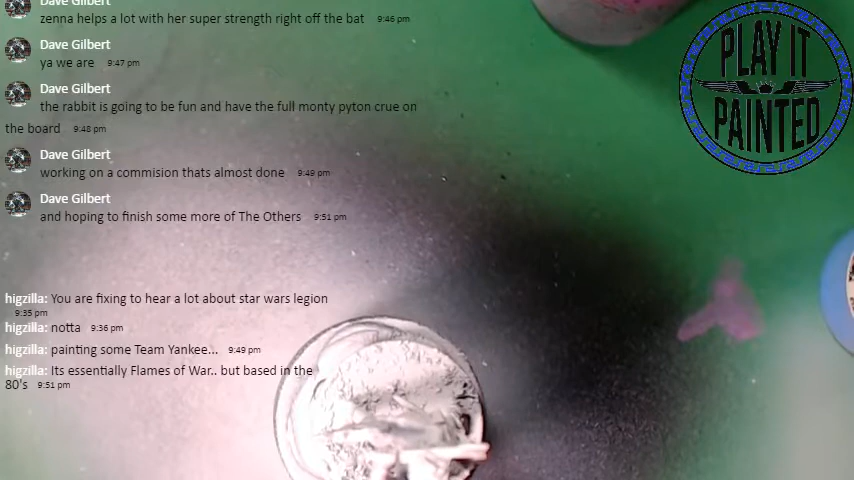 Dave Gilbert
zenna helps a lot with her super strength right off the bat 9:46 pm
Dave Gilbert
ya we are 9:47 pm
Dave Gilbert
the rabbit is going to be fun and have the full monty pyton crue on
the board 9:48 pm
Dave Gilbert
working on a commision thats almost done 9:49 pm
Dave Gilbert
and hoping to finish some more of The Others 9:51 pm
higzilla: You are fixing to hear a lot about star wars legion
9:35 pm
higzilla: notta 9:36 pm
higzilla: painting some Team Yankee... 9:49 pm
higzilla: Its essentially Flames of War.. but based in the
80's 9:51 pm
PLAY IT
PAINTED